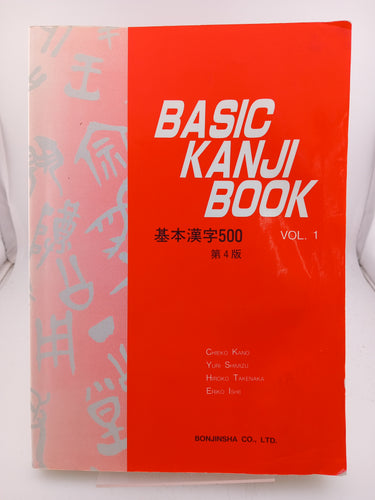 BASIC
KANJI
BOOK
基本漢字500 VOL. 1
第4版
CHIEKO KANO
YURI SHIMIZU
HIROKO TAKENAKA
ERIKO ISHII
BONJINSHA CO., LTD.